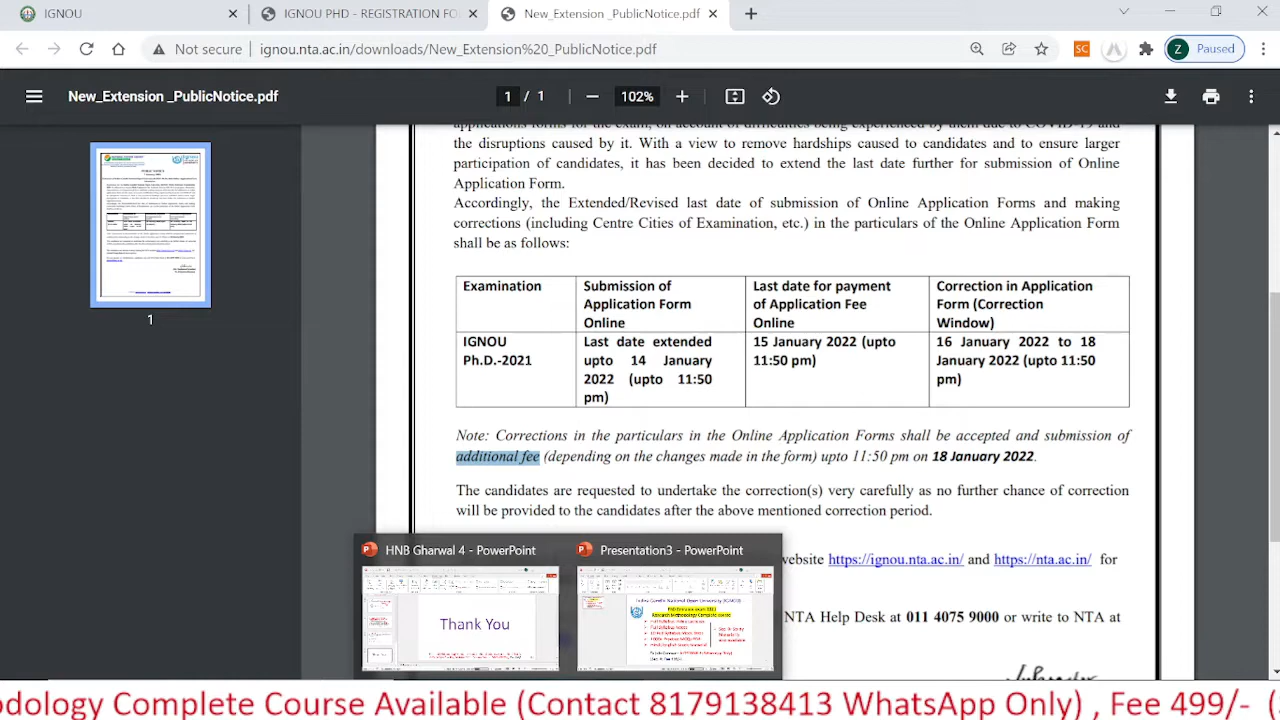 IGNOU
IGNOU PHD - REGISTRATION FO
New_Extension _PublicNotice.pdf
Not secure
ignou.nta.ac.in/downloads/New_Extension%20_PublicNotice.pdf
SC
Z
Paused
New_Extension _PublicNotice.pdf
1 / 1
102%
the disruptions caused by it. With a view to remove hardships caused to candidates and to ensure larger
participation of candidates, it has been decided to extend the last date further for submission of Online
Application Forms.
Accordingly, the Extended/Revised last date of submission of Online Application Forms and making
corrections (including the Cities of Examination, etc) in the particulars of the Online Application Form
shall be as follows:
Examination
Submission of
Application Form
Online
Last date for payment
of Application Fee
Online
Correction in Application
Form (Correction
Window)
IGNOU
Ph.D.-2021
Last date extended
upto 14 January
2022 (upto 11:50
pm)
15 January 2022 (upto
11:50 pm)
16 January 2022 to 18
January 2022 (upto 11:50
pm)
Note: Corrections in the particulars in the Online Application Forms shall be accepted and submission of
additional fee (depending on the changes made in the form) upto 11:50 pm on 18 January 2022.
The candidates are requested to undertake the correction(s) very carefully as no further chance of correction
will be provided to the candidates after the above mentioned correction period.
website https://ignou.nta.ac.in/ and https://nta.ac.in/ for
NTA Help Desk at 011 4075 9000 or write to NTA at
1
HNB Gharwal 4 - PowerPoint
Presentation3 - PowerPoint
Thank You
odology Complete Course Available (Contact 8179138413 WhatsApp Only) , Fee 499/-